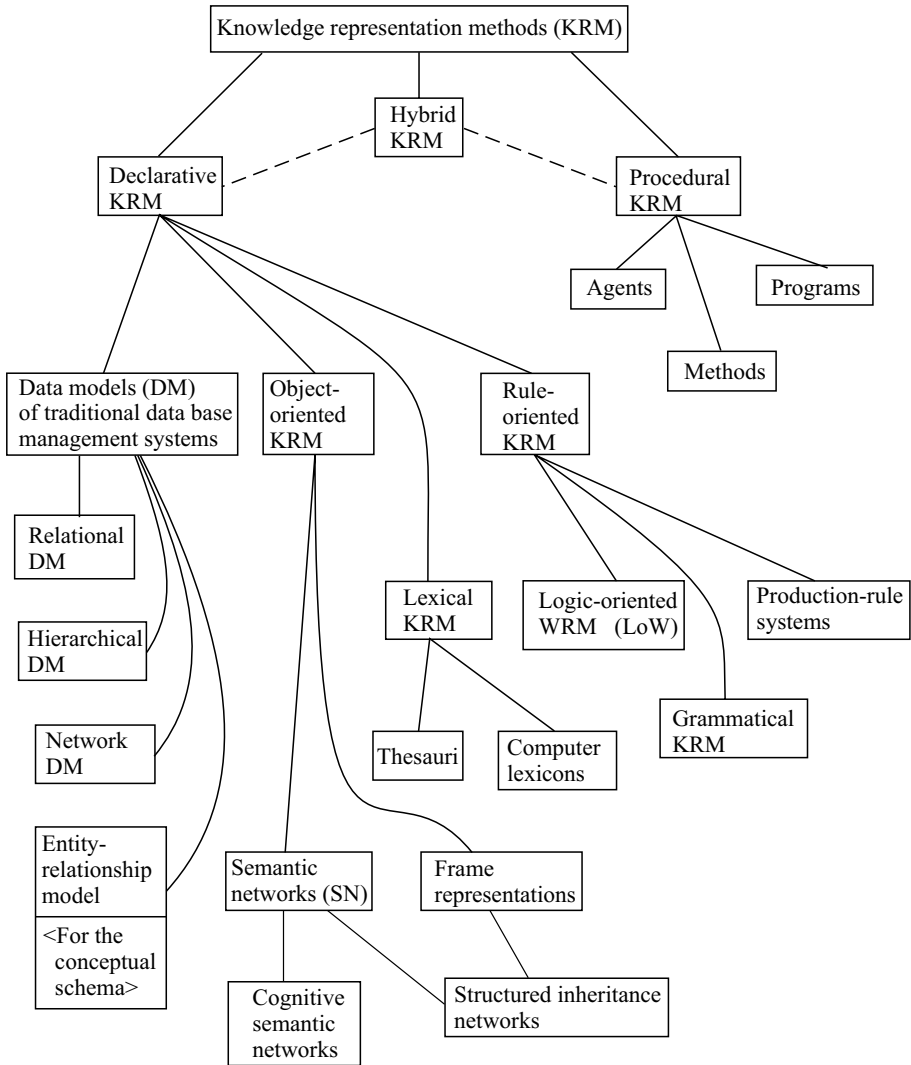 Knowledge representation methods (KRM)
Hybrid
KRM
Declarative
KRM
Procedural
KRM
Agents
Programs
Methods
Data models (DM)
of traditional data base
management systems
Object-
oriented
KRM
Rule-
oriented
KRM
Relational
DM
Hierarchical
DM
Network
DM
Entity-
relationship
model
<For the
conceptual
schema>
Lexical
KRM
Logic-oriented
WRM (LoW)
Production-rule
systems
Grammatical
KRM
Thesauri
Computer
lexicons
Semantic
networks (SN)
Frame
representations
Cognitive
semantic
networks
Structured inheritance
networks